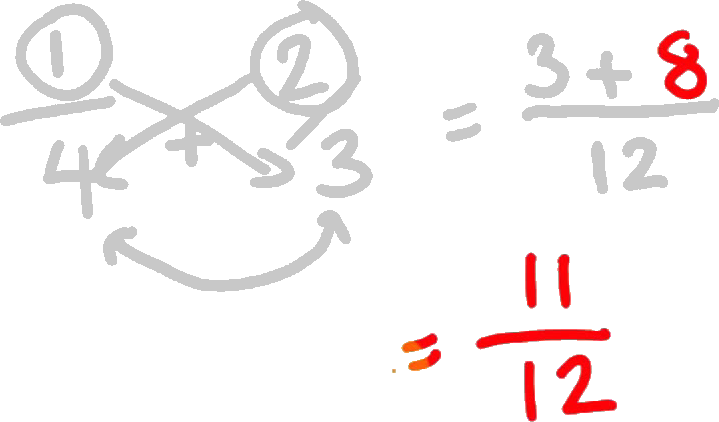 1/4 + 2/3 = 3 + 8/12
= 11/12